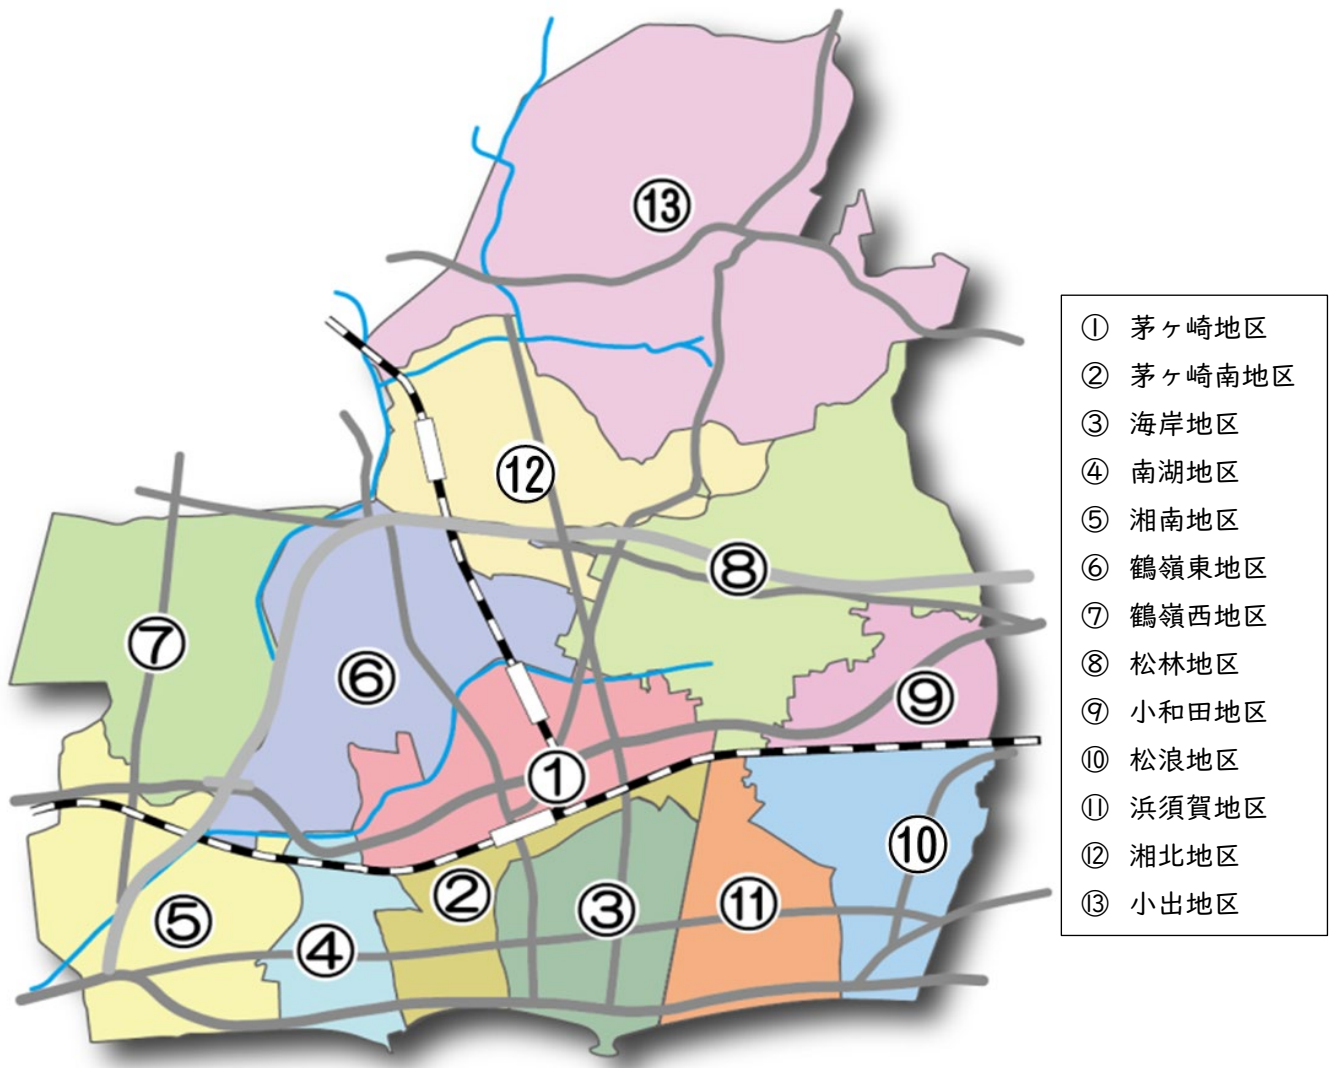 ⑬
⑫
⑧
⑦
⑥
⑨
①
⑩
②
⑪
③
⑤
④
① 茅ヶ崎地区
② 茅ヶ崎南地区
③ 海岸地区
④ 南湖地区
⑤ 湘南地区
⑥ 鶴嶺東地区
⑦ 鶴嶺西地区
⑧ 松林地区
⑨ 小和田地区
⑩ 松浪地区
⑪ 浜須賀地区
⑫ 湘北地区
⑬ 小出地区